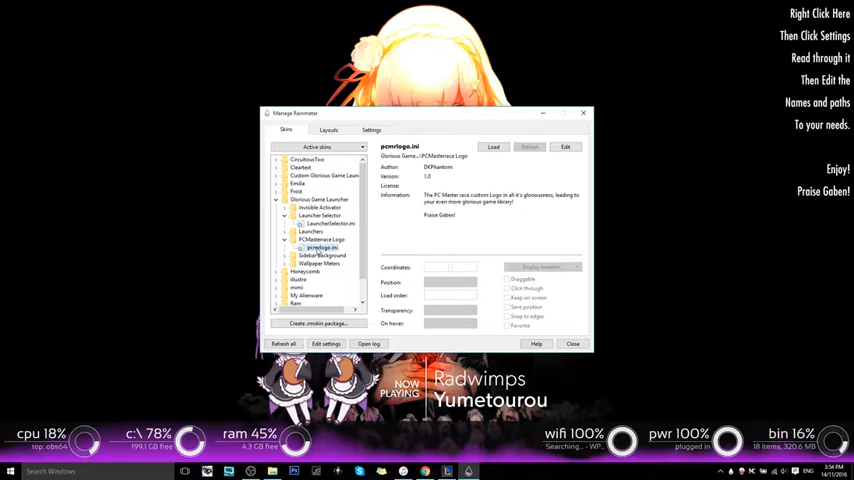 Right Click Here
Then Click Settings
Read through it
Then Edit the
Names and paths
to your needs.
Enjoy!
Praise Gaben!
Manage Rainmeter
Skins
Layouts
Settings
Active skins
CircuitousTwo
Cleartext
Custom Glorious Game Laun
Emilia
Frost
Glorious Game Launcher
Invisible Activator
Launcher Selector
LauncherSelector.ini
Launchers
PCMasterrace Logo
pcmrlogo.ini
Sidebar Background
Wallpaper Meters
Honeycomb
illustro
mimi
My Alienware
Ram
Create .rmskin package...
pcmrlogo.ini
Load
Refresh
Edit
Glorious Game...\PCMasterrace Logo
Author:
DKPhantom
Version:
1.0
License:
Information:
The PC Master race custom Logo in all it's gloriousness, leading to
your even more glorious game library!
Praise Gaben!
Coordinates:
Display monitor...
Position:
Load order:
Transparency:
On hover:
Draggable
Click through
Keep on screen
Save position
Snap to edges
Favorite
Refresh all
Edit settings
Open log
Help
Close
NOW
PLAYING
Radwimps
Yumetourou
cpu 18%
top: obs64
c:\ 78%
199.1 GB free
ram 45%
4.3 GB free
wifi 100%
Searching... - WP...
pwr 100%
plugged in
bin 16%
18 items, 320.6 MB
Search Windows
ENG
3:54 PM
14/11/2016